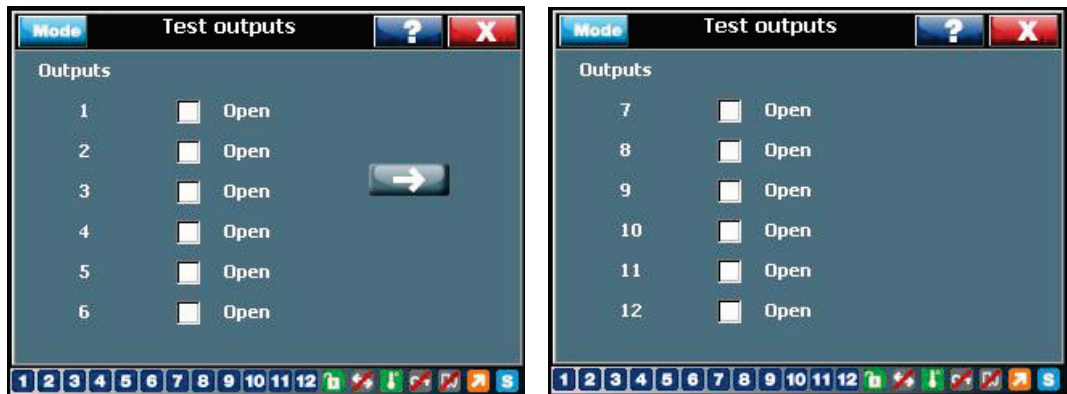 Mode Test outputs ? X
Outputs
1 Open
2 Open
3 Open
4 Open
5 Open
6 Open
1 2 3 4 5 6 7 8 9 10 11 12 S
Mode Test outputs ? X
Outputs
7 Open
8 Open
9 Open
10 Open
11 Open
12 Open
1 2 3 4 5 6 7 8 9 10 11 12 S